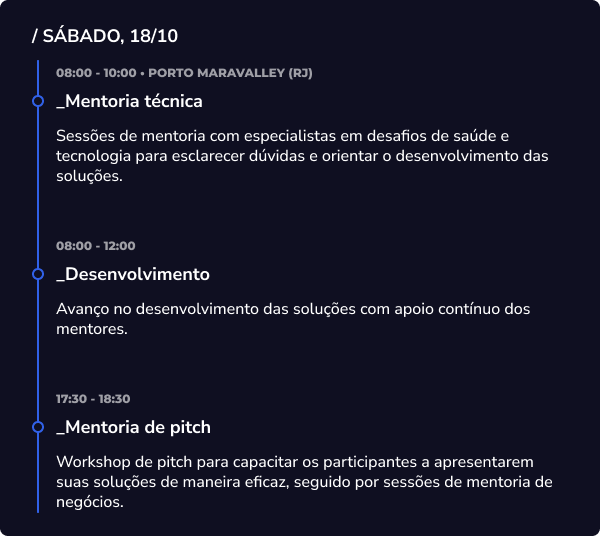 / SÁBADO, 18/10
08:00 - 10:00 • PORTO MARAVALLEY (RJ)
_Mentoria técnica
Sessões de mentoria com especialistas em desafios de saúde e
tecnologia para esclarecer dúvidas e orientar o desenvolvimento das
soluções.
08:00 - 12:00
_Desenvolvimento
Avanço no desenvolvimento das soluções com apoio contínuo dos
mentores.
17:30 - 18:30
_Mentoria de pitch
Workshop de pitch para capacitar os participantes a apresentarem
suas soluções de maneira eficaz, seguido por sessões de mentoria de
negócios.